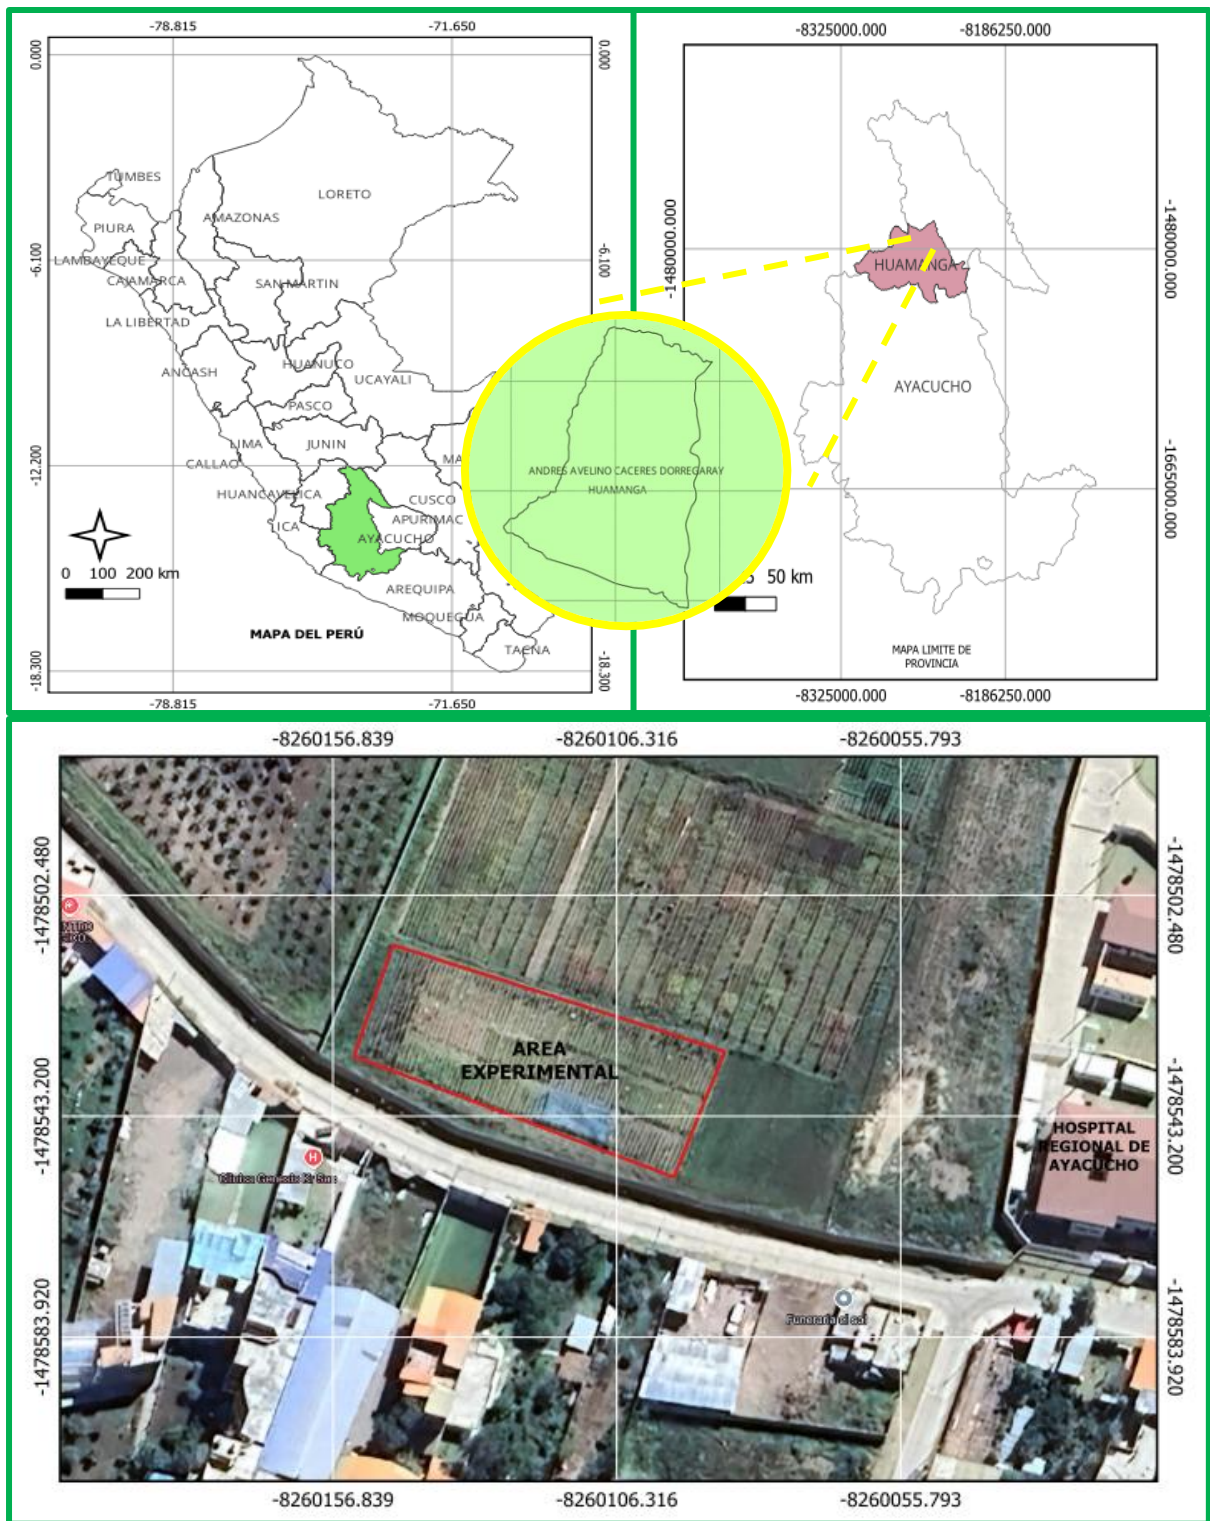 -78.815
-71.650
0.000
0.000
TUMBES
LORETO
AMAZONAS
PIURA
LAMBAYEQUE
-6.100
-6.100
CAJAMARCA
SAN MARTIN
LA LIBERTAD
HUANUCO
ANCASH
UCAYALI
PASCO
LIMA
JUNIN
CALLAO
MA
-12.200
HUANCAVELICA
CUSCO
ICA
APURIMAC
AYACUCHO
0 100 200 km
AREQUIPA
MOQUEGUA
MAPA DEL PERÚ
TACNA
-18.300
-18.300
-78.815
-71.650
ANDRES AVELINO CACERES DORREGARAY
HUAMANGA
-8325000.000
-8186250.000
-1480000.000
-1480000.000
HUAMANGA
AYACUCHO
-1665000.000
50 km
MAPA LIMITE DE
PROVINCIA
-8325000.000
-8186250.000
-8260156.839
-8260106.316
-8260055.793
-1478502.480
-1478502.480
AREA
EXPERIMENTAL
-1478543.200
-1478543.200
HOSPITAL
REGIONAL DE
AYACUCHO
H
-1478583.920
-1478583.920
Funeraria
-8260156.839
-8260106.316
-8260055.793